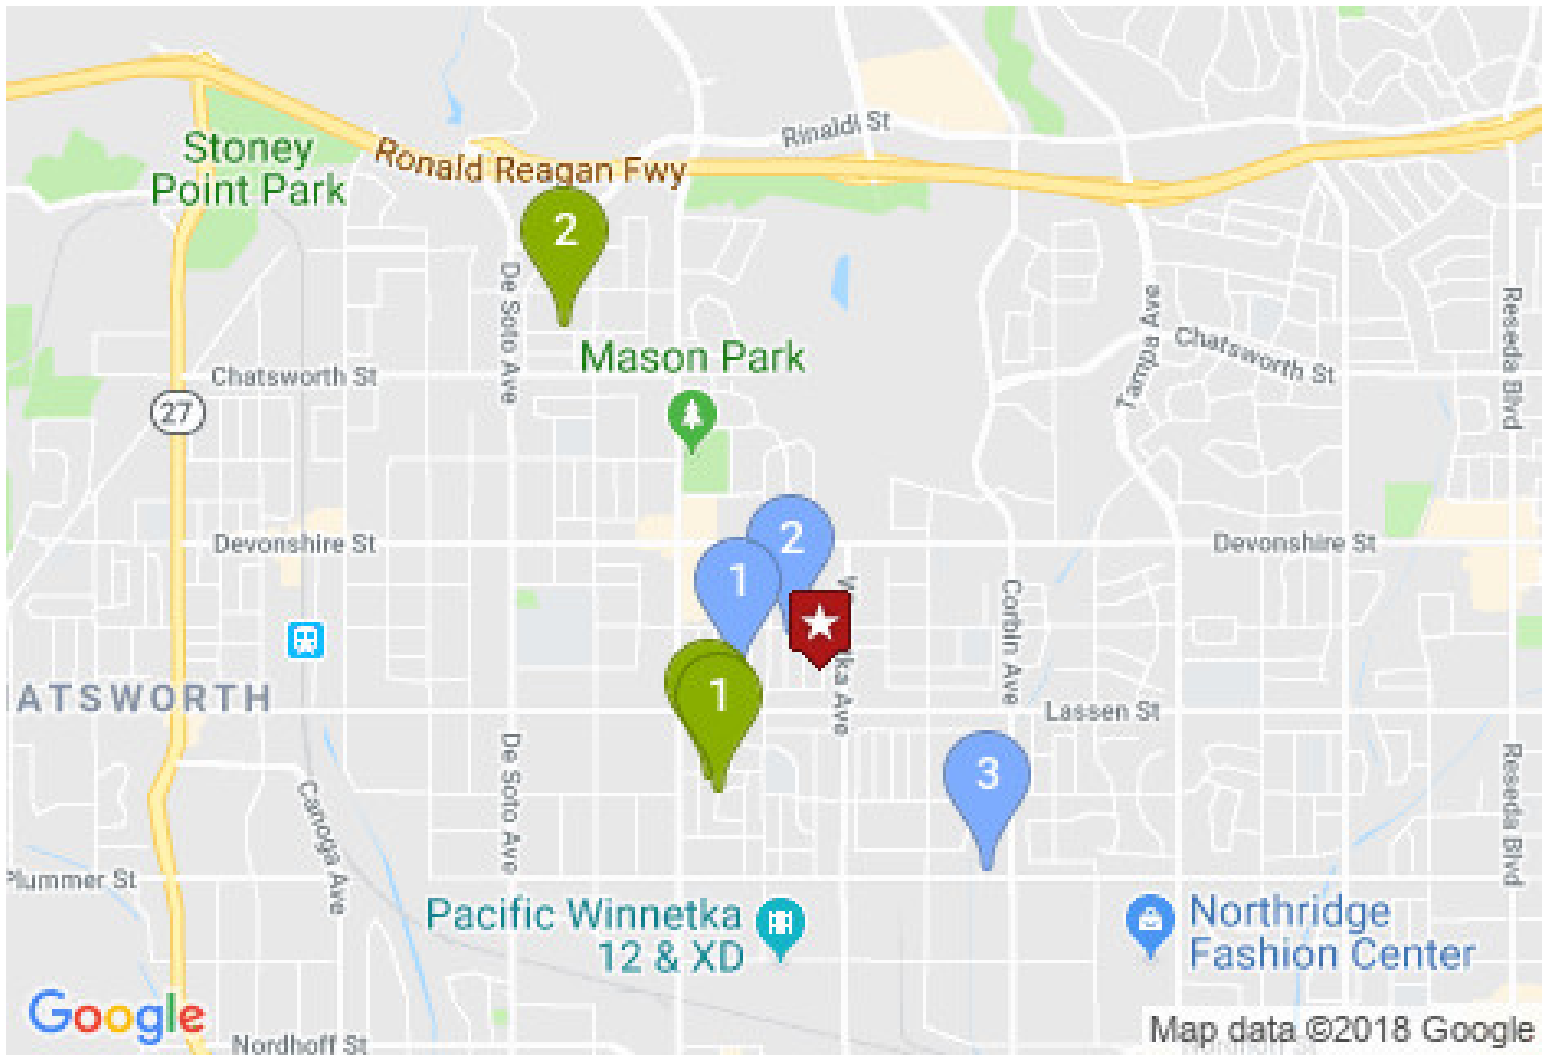 Rinaldi St
Stoney
Point Park
Ronald Reagan Fwy
2
De Soto Ave
Tampa Ave
Reseda Blvd
Mason Park
Chatsworth St
Chatsworth St
27
Devonshire St
2
Devonshire St
1
Corbin Ave
ka Ave
ATSWORTH
1
Lassen St
De Soto Ave
3
Reseda Blvd
Canoga Ave
Plummer St
Pacific Winnetka
12 & XD
Northridge
Fashion Center
Google
Nordhoff St
Map data ©2018 Google